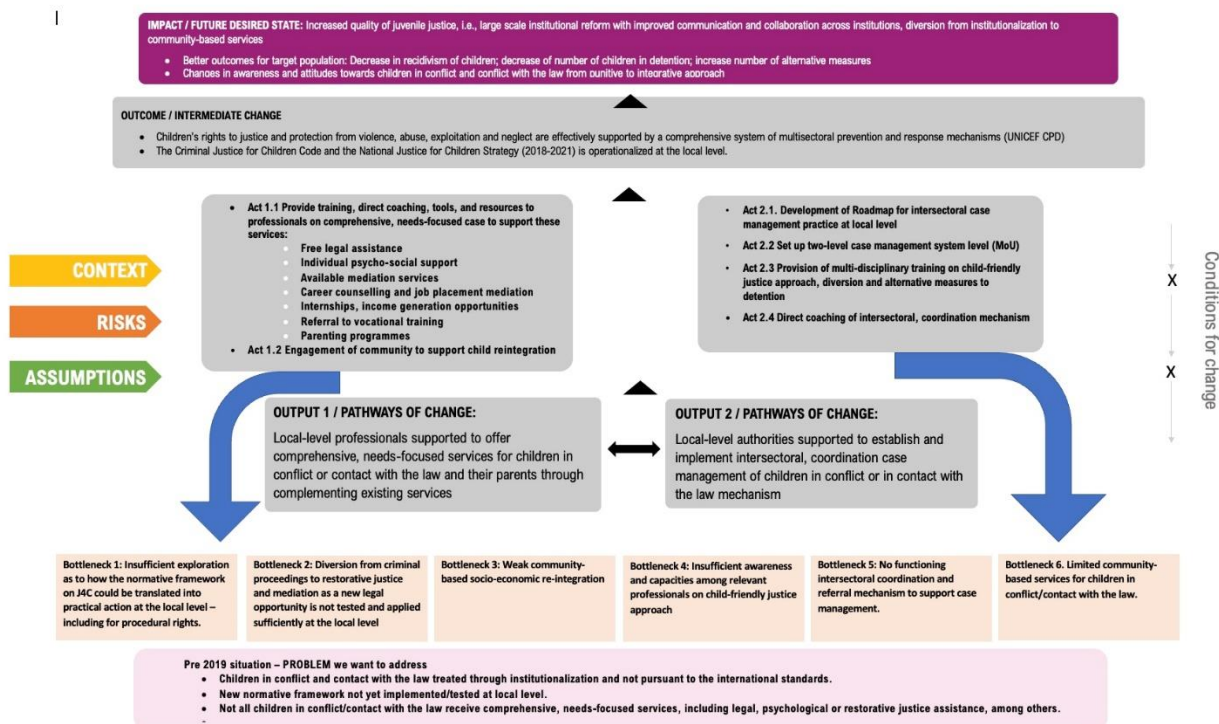 IMPACT / FUTURE DESIRED STATE: Increased quality of juvenile justice, i.e., large scale institutional reform with improved communication and collaboration across institutions, diversion from institutionalization to
community-based services
• Better outcomes for target population: Decrease in recidivism of children; decrease of number of children in detention; increase number of alternative measures
• Changes in awareness and attitudes towards children in conflict and conflict with the law from punitive to integrative approach
OUTCOME / INTERMEDIATE CHANGE
• Children's rights to justice and protection from violence, abuse, exploitation and neglect are effectively supported by a comprehensive system of multisectoral prevention and response mechanisms (UNICEF CPD)
• The Criminal Justice for Children Code and the National Justice for Children Strategy (2018-2021) is operationalized at the local level.
• Act 1.1 Provide training, direct coaching, tools, and resources to
professionals on comprehensive, needs-focused case to support these
services:
• Free legal assistance
• Individual psycho-social support
• Available mediation services
• Career counselling and job placement mediation
• Internships, income generation opportunities
• Referral to vocational training
• Parenting programmes
• Act 1.2 Engagement of community to support child reintegration
• Act 2.1. Development of Roadmap for intersectoral case
management practice at local level
• Act 2.2 Set up two-level case management system level (MoU)
• Act 2.3 Provision of multi-disciplinary training on child-friendly
justice approach, diversion and alternative measures to
detention
• Act 2.4 Direct coaching of intersectoral, coordination mechanism
CONTEXT
RISKS
ASSUMPTIONS
X
X
Conditions for change
OUTPUT 1 / PATHWAYS OF CHANGE:
Local-level professionals supported to offer
comprehensive, needs-focused services for children in
conflict or contact with the law and their parents through
complementing existing services
OUTPUT 2 / PATHWAYS OF CHANGE:
Local-level authorities supported to establish and
implement intersectoral, coordination case
management of children in conflict or in contact with
the law mechanism
Bottleneck 1: Insufficient exploration
as to how the normative framework
on J4C could be translated into
practical action at the local level –
including for procedural rights.
Bottleneck 2: Diversion from criminal
proceedings to restorative justice
and mediation as a new legal
opportunity is not tested and applied
sufficiently at the local level
Bottleneck 3: Weak community-
based socio-economic re-integration
Bottleneck 4: Insufficient awareness
and capacities among relevant
professionals on child-friendly justice
approach
Bottleneck 5: No functioning
intersectoral coordination and
referral mechanism to support case
management.
Bottleneck 6. Limited community-
based services for children in
conflict/contact with the law.
Pre 2019 situation – PROBLEM we want to address
• Children in conflict and contact with the law treated through institutionalization and not pursuant to the international standards.
• New normative framework not yet implemented/tested at local level.
• Not all children in conflict/contact with the law receive comprehensive, needs-focused services, including legal, psychological or restorative justice assistance, among others.